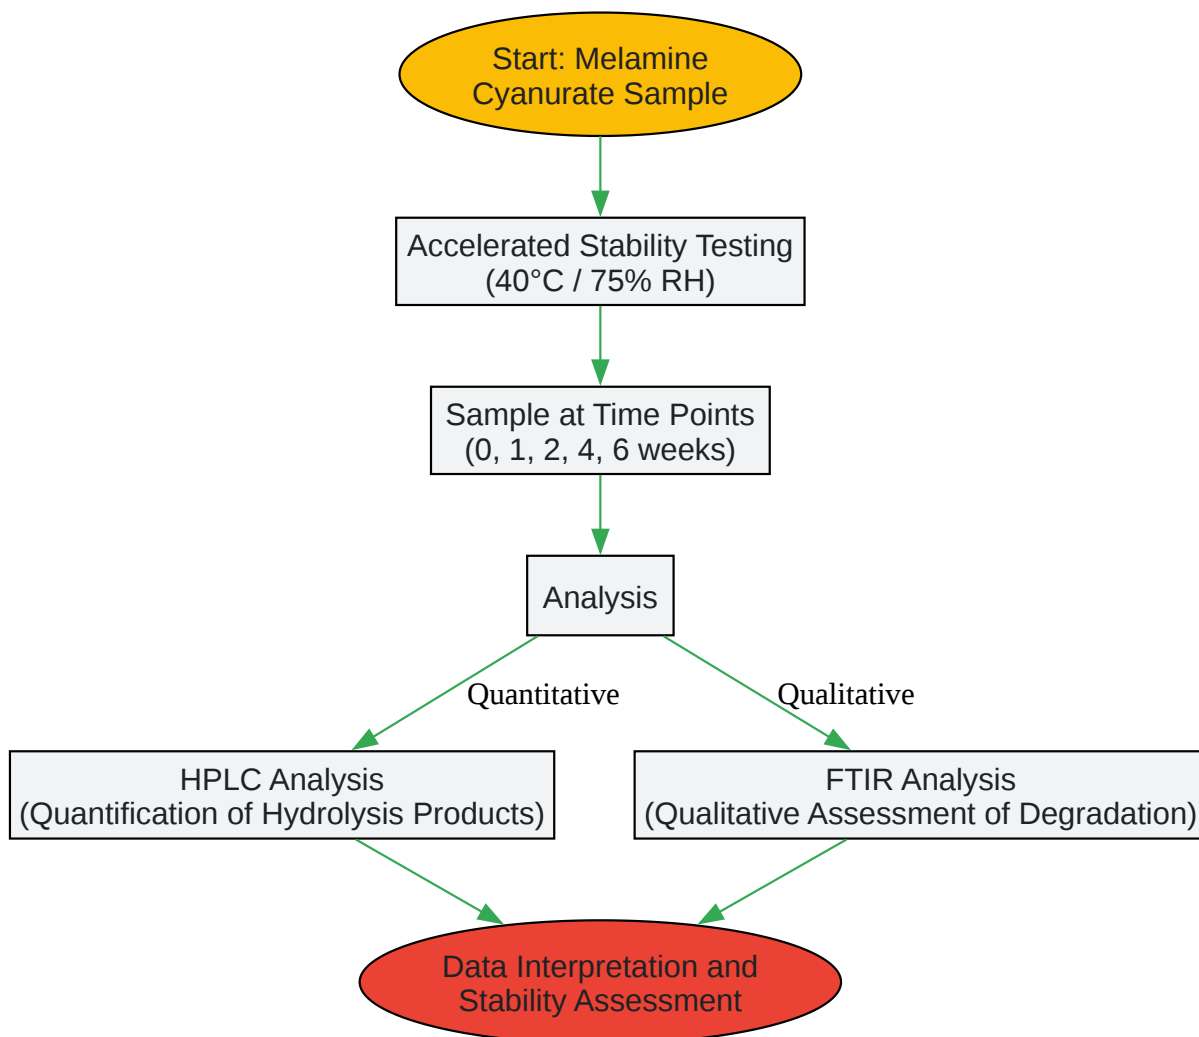 Start: Melamine
Cyanurate Sample
Accelerated Stability Testing
(40°C / 75% RH)
Sample at Time Points
(0, 1, 2, 4, 6 weeks)
Analysis
Quantitative
Qualitative
HPLC Analysis
(Quantification of Hydrolysis Products)
FTIR Analysis
(Qualitative Assessment of Degradation)
Data Interpretation and
Stability Assessment